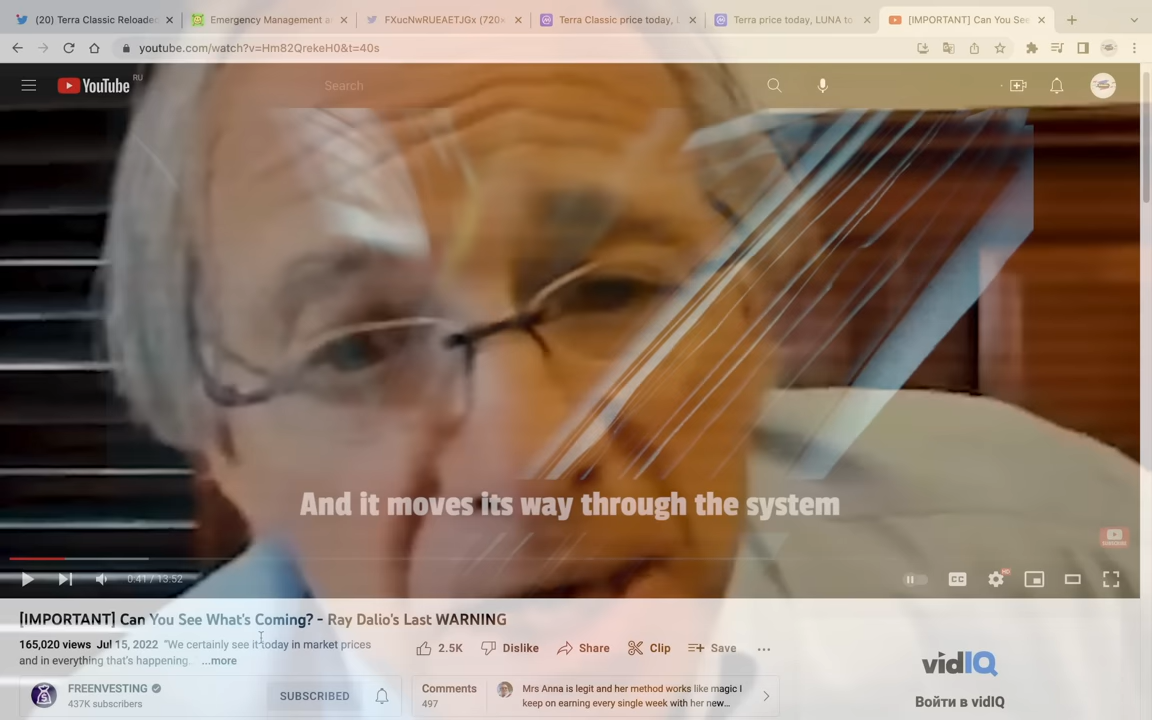 (20) Terra Classic Reloade
Emergency Management a
FXucNwRUEAETJGx (720×
Terra Classic price today, L
Terra price today, LUNA to
[IMPORTANT] Can You See
youtube.com/watch?v=Hm82QrekeH0&t=40s
YouTube RU
Search
And it moves its way through the system
SUBSCRIBE
0:41 / 13:52
CC
HD
[IMPORTANT] Can You See What's Coming? - Ray Dalio's Last WARNING
165,020 views Jul 15, 2022 "We certainly see it today in market prices
and in everything that's happening. ...more
2.5K
Dislike
Share
Clip
Save
FREENVESTING
437K subscribers
SUBSCRIBED
Comments
497
Mrs Anna is legit and her method works like magic I
keep on earning every single week with her new...
vidIQ
Войти в vidIQ